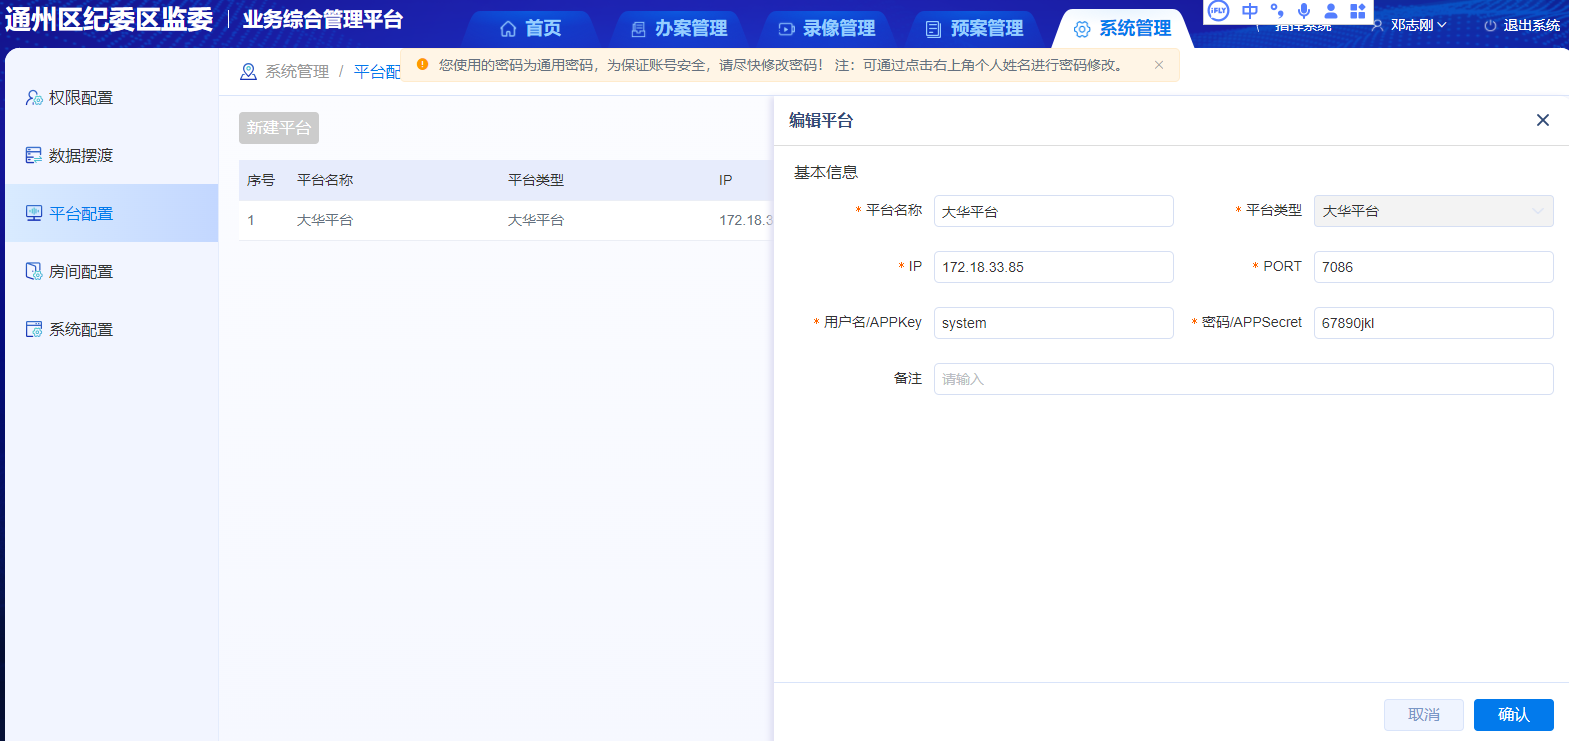 通州区纪委区监委 业务综合管理平台
首页
办案管理
录像管理
预案管理
系统管理
iFLY 中
指挥系统
邓志刚
退出系统
系统管理 / 平台配
您使用的密码为通用密码，为保证账号安全，请尽快修改密码！ 注：可通过点击右上角个人姓名进行密码修改。
权限配置
数据摆渡
平台配置
房间配置
系统配置
新建平台
序号 平台名称 平台类型 IP
1 大华平台 大华平台 172.18.3
编辑平台
基本信息
* 平台名称 大华平台 * 平台类型 大华平台
* IP 172.18.33.85 * PORT 7086
* 用户名/APPKey system * 密码/APPSecret 67890jkl
备注 请输入
取消 确认